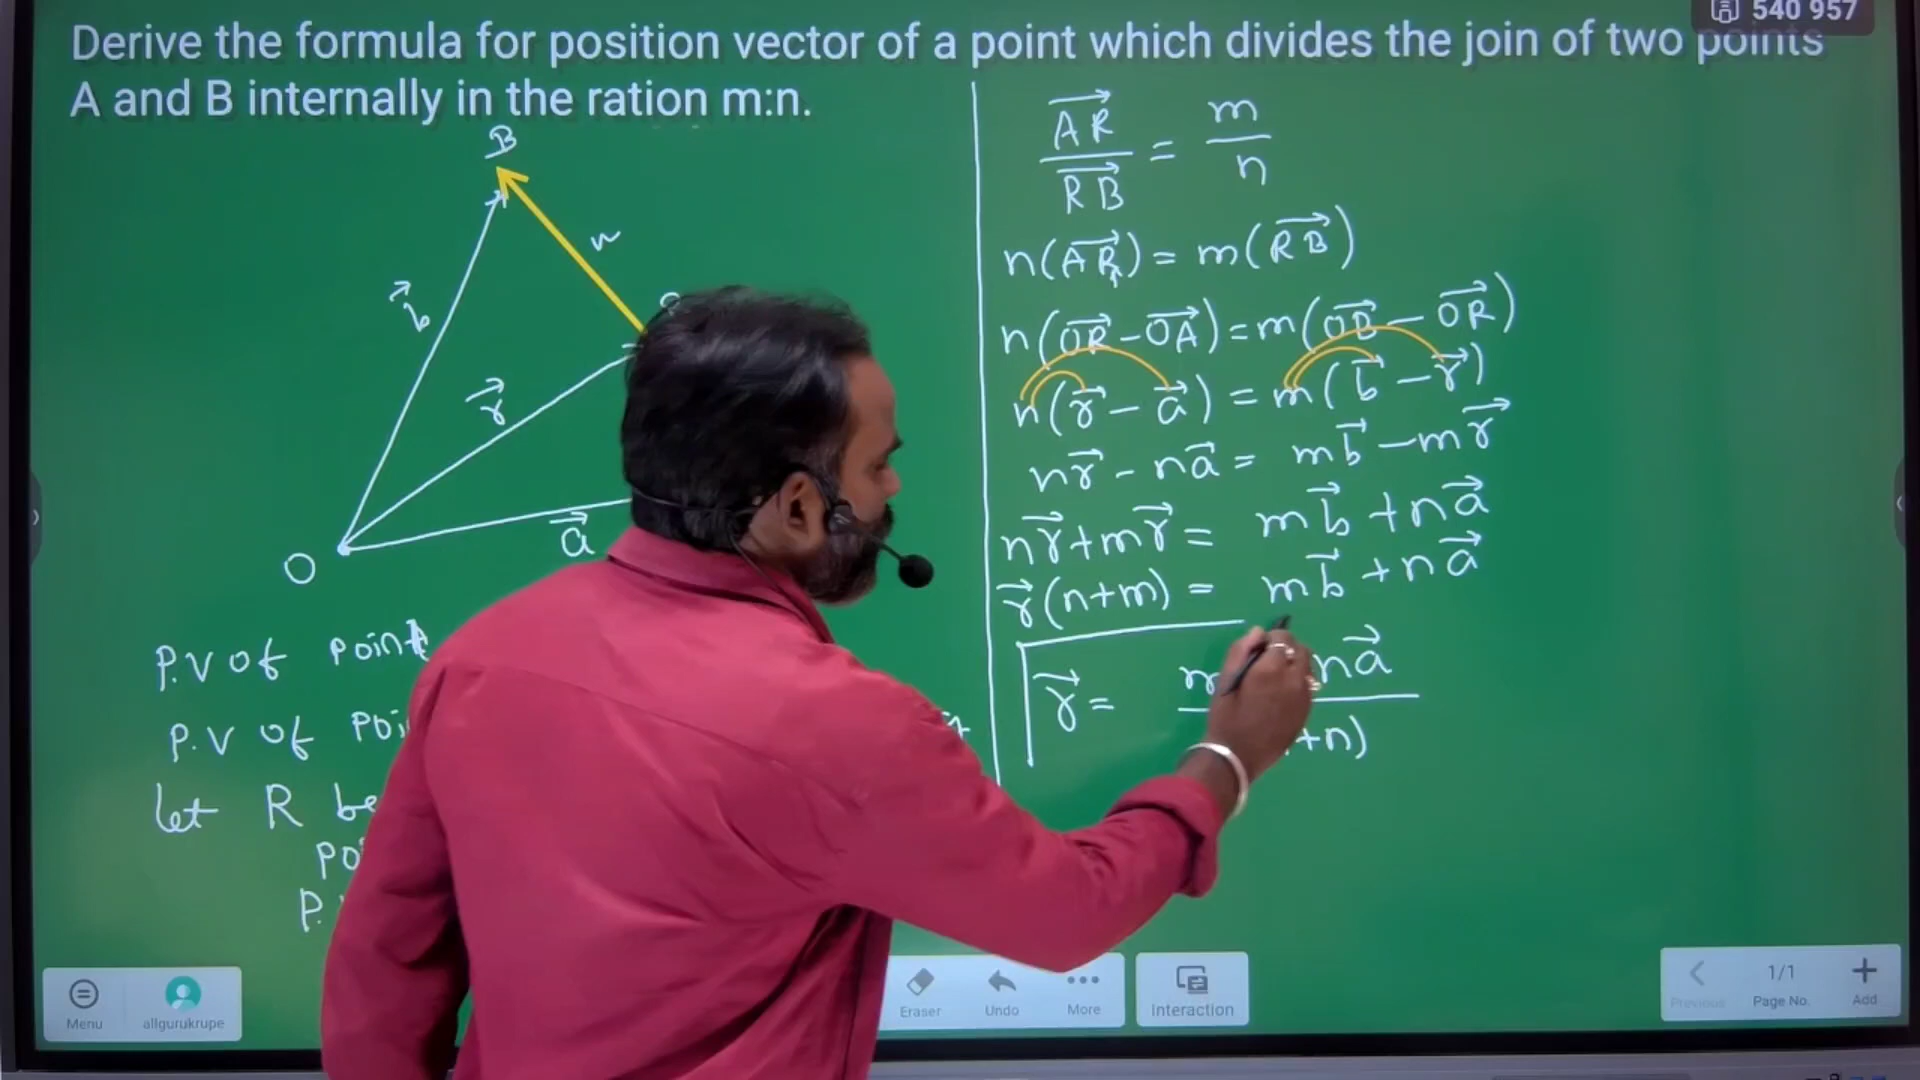 540 957
Derive the formula for position vector of a point which divides the join of two points
A and B internally in the ration m:n.
B
n
b⃗
r⃗
a⃗
O
P.V of point
P.V of
let R be
AR⃗ / RB⃗ = m / n
n(AR⃗) = m(RB⃗)
n(OR⃗ - OA⃗) = m(OB⃗ - OR⃗)
n(r⃗ - a⃗) = m(b⃗ - r⃗)
nr⃗ - na⃗ = mb⃗ - mr⃗
nr⃗ + mr⃗ = mb⃗ + na⃗
r⃗(n+m) = mb⃗ + na⃗
r⃗ = m na⃗
+n)
Menu
allgurukrupe
Eraser
Undo
More
Interaction
Previous
1/1
Page No.
Add